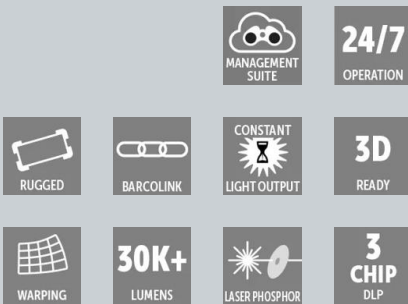 MANAGEMENT
SUITE
24/7
OPERATION
RUGGED
BARCOLINK
CONSTANT
LIGHT OUTPUT
3D
READY
WARPING
30K+
LUMENS
LASER PHOSPHOR
3
CHIP
DLP